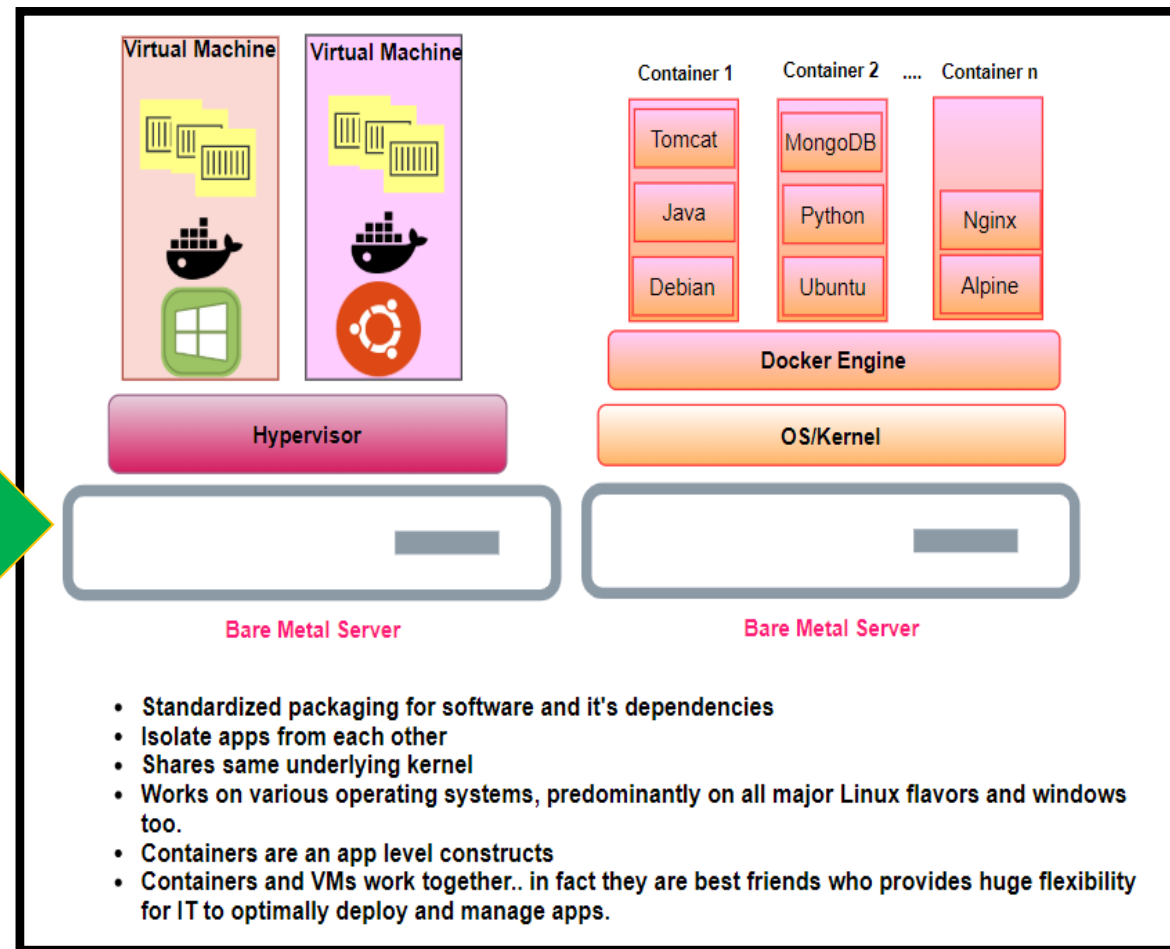 Virtual Machine
Virtual Machine
Hypervisor
Bare Metal Server
Container 1
Container 2
....
Container n
Tomcat
Java
Debian
MongoDB
Python
Ubuntu
Nginx
Alpine
Docker Engine
OS/Kernel
Bare Metal Server
• Standardized packaging for software and it's dependencies
• Isolate apps from each other
• Shares same underlying kernel
• Works on various operating systems, predominantly on all major Linux flavors and windows
too.
• Containers are an app level constructs
• Containers and VMs work together.. in fact they are best friends who provides huge flexibility
for IT to optimally deploy and manage apps.